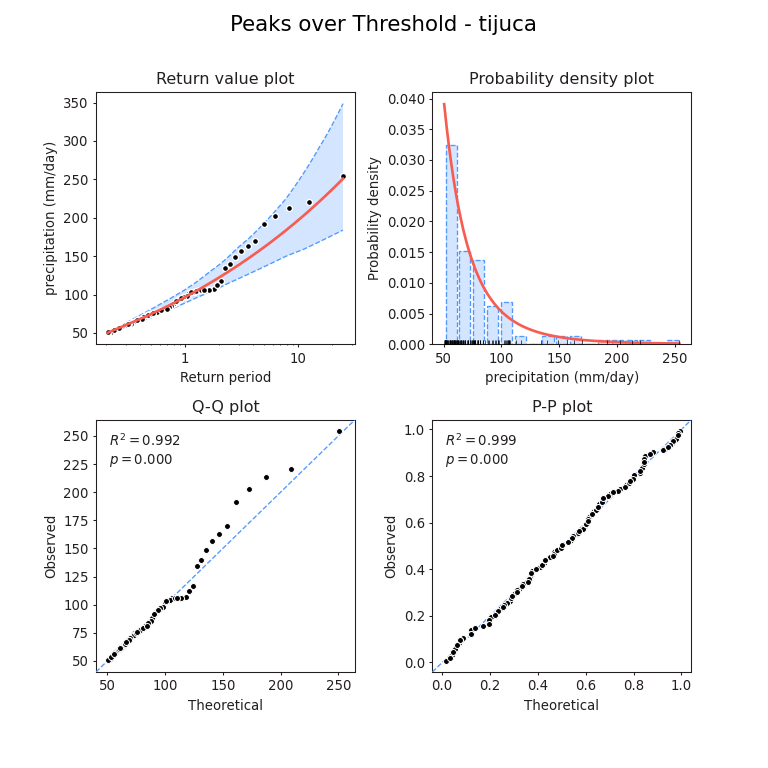 Peaks over Threshold - tijuca
Return value plot
precipitation (mm/day)
350
300
250
200
150
100
50
1
10
Return period
Probability density plot
Probability density
0.040
0.035
0.030
0.025
0.020
0.015
0.010
0.005
0.000
50
100
150
200
250
precipitation (mm/day)
Q-Q plot
R² = 0.992
p = 0.000
Observed
250
225
200
175
150
125
100
75
50
50
100
150
200
250
Theoretical
P-P plot
R² = 0.999
p = 0.000
Observed
1.0
0.8
0.6
0.4
0.2
0.0
0.0
0.2
0.4
0.6
0.8
1.0
Theoretical